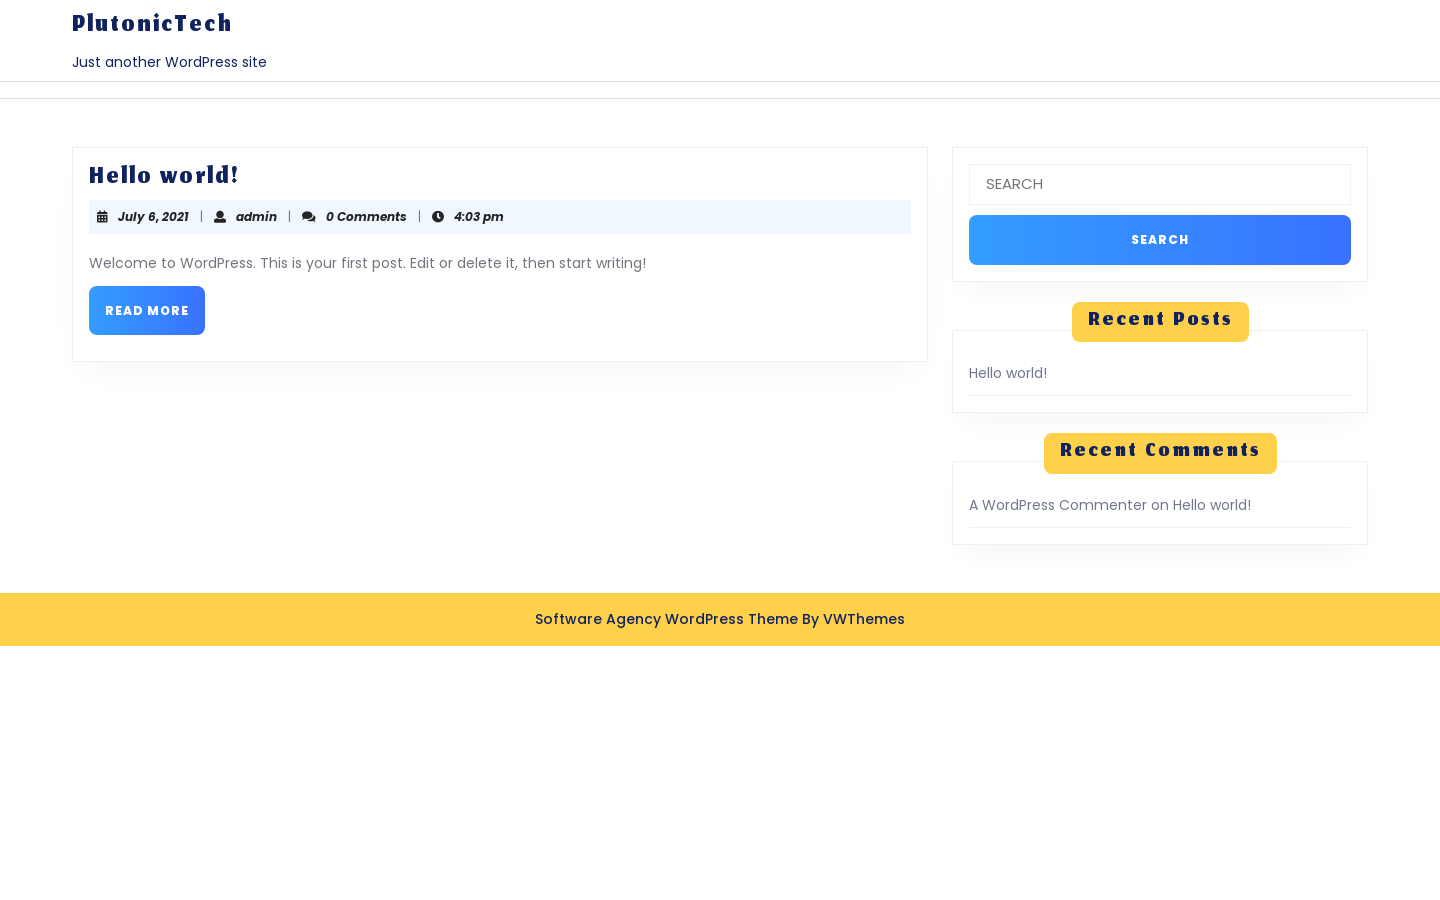 PlutonicTech
Just another WordPress site
Hello world!
July 6, 2021 | admin | 0 Comments | 4:03 pm
Welcome to WordPress. This is your first post. Edit or delete it, then start writing!
READ MORE
SEARCH
SEARCH
Recent Posts
Hello world!
Recent Comments
A WordPress Commenter on Hello world!
Software Agency WordPress Theme By VWThemes